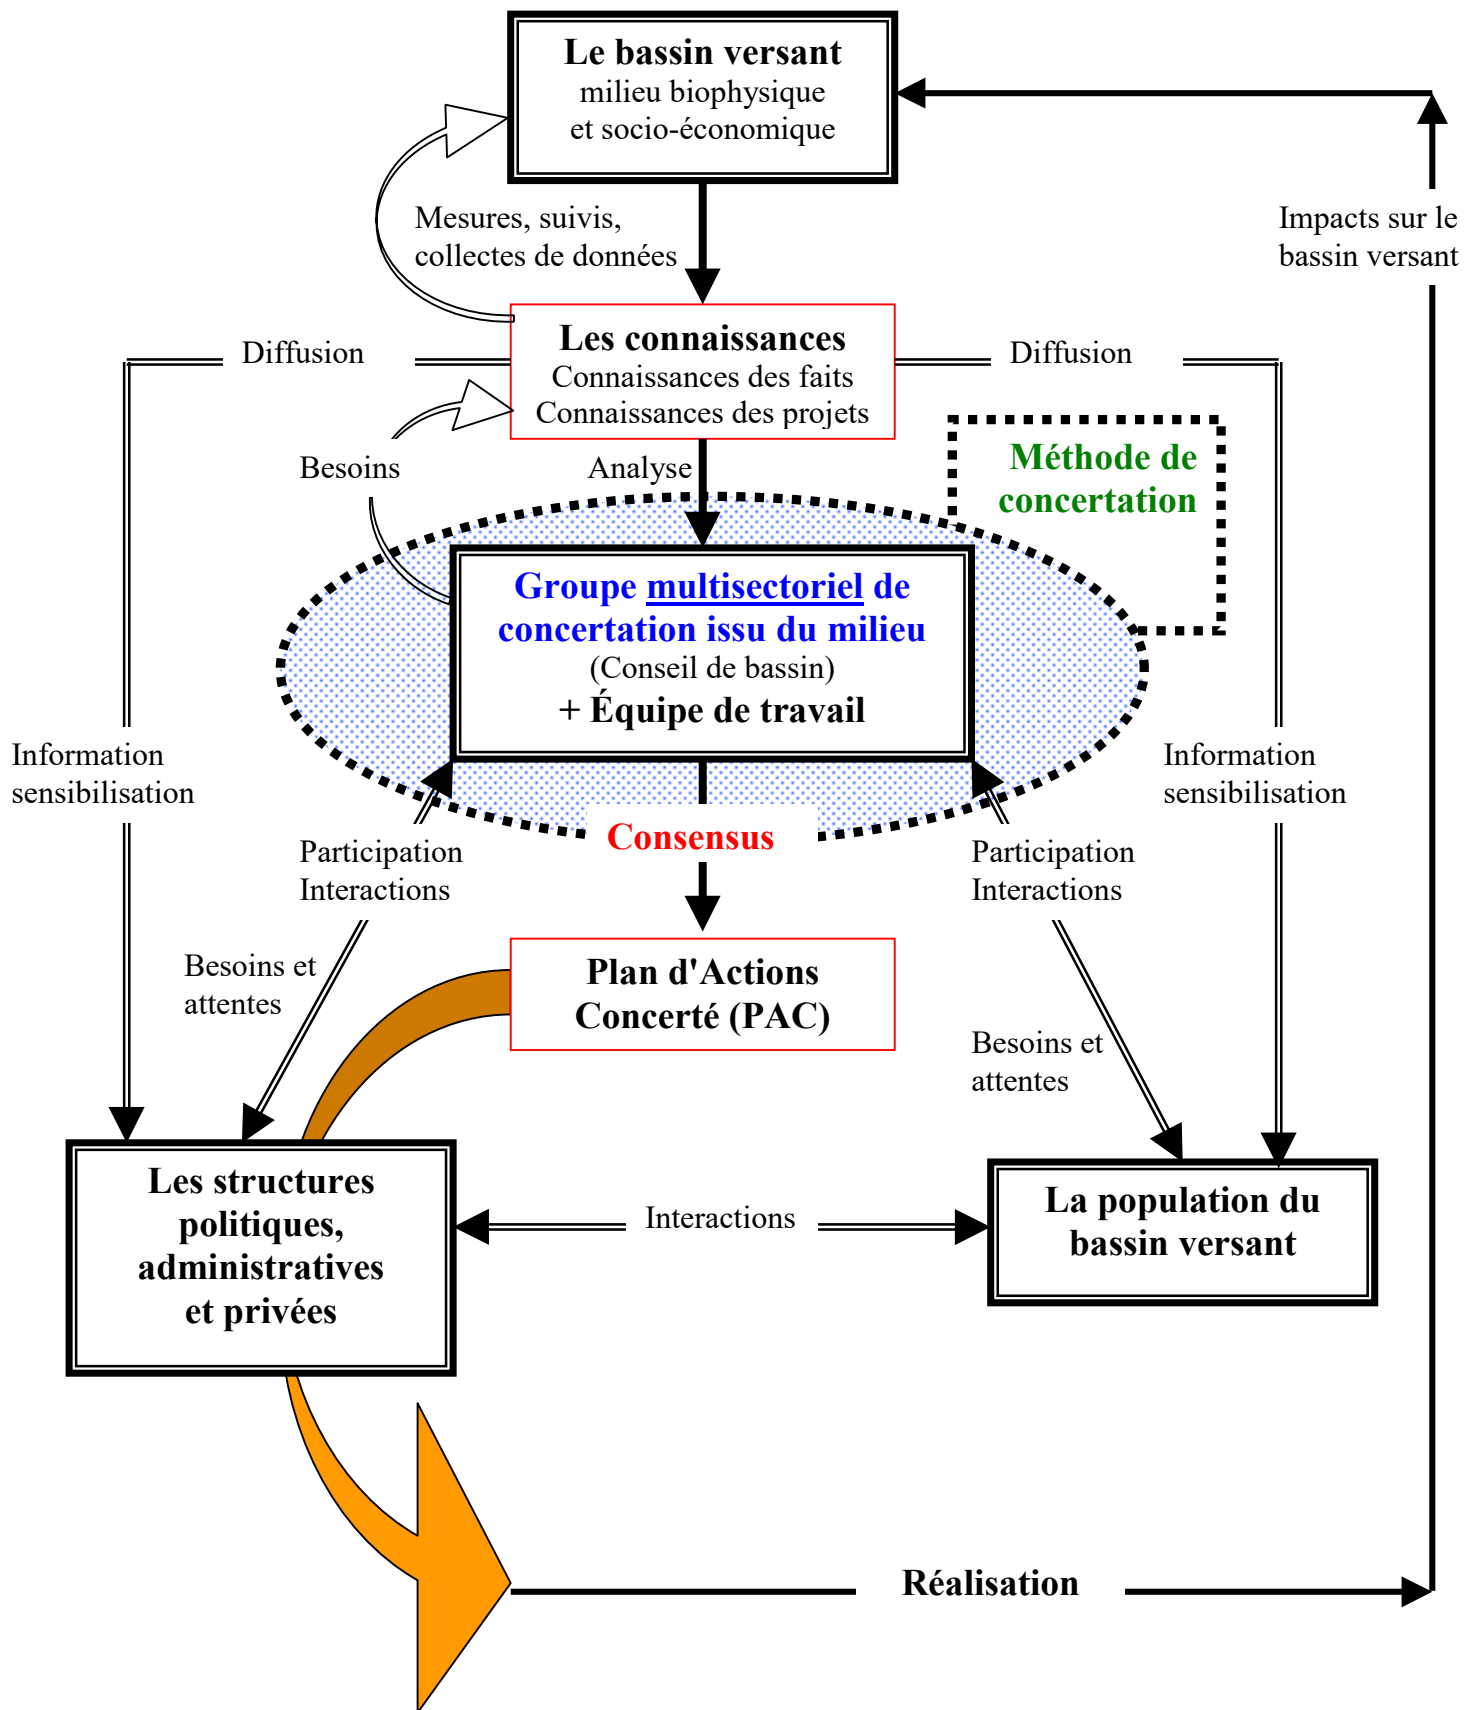 Le bassin versant
milieu biophysique
et socio-économique
Mesures, suivis,
collectes de données
Impacts sur le
bassin versant
Les connaissances
Connaissances des faits
Connaissances des projets
Diffusion
Diffusion
Besoins
Analyse
Méthode de
concertation
Groupe multisectoriel de
concertation issu du milieu
(Conseil de bassin)
+ Équipe de travail
Information
sensibilisation
Information
sensibilisation
Consensus
Participation
Interactions
Participation
Interactions
Besoins et
attentes
Plan d'Actions
Concerté (PAC)
Besoins et
attentes
Les structures
politiques,
administratives
et privées
Interactions
La population du
bassin versant
Réalisation